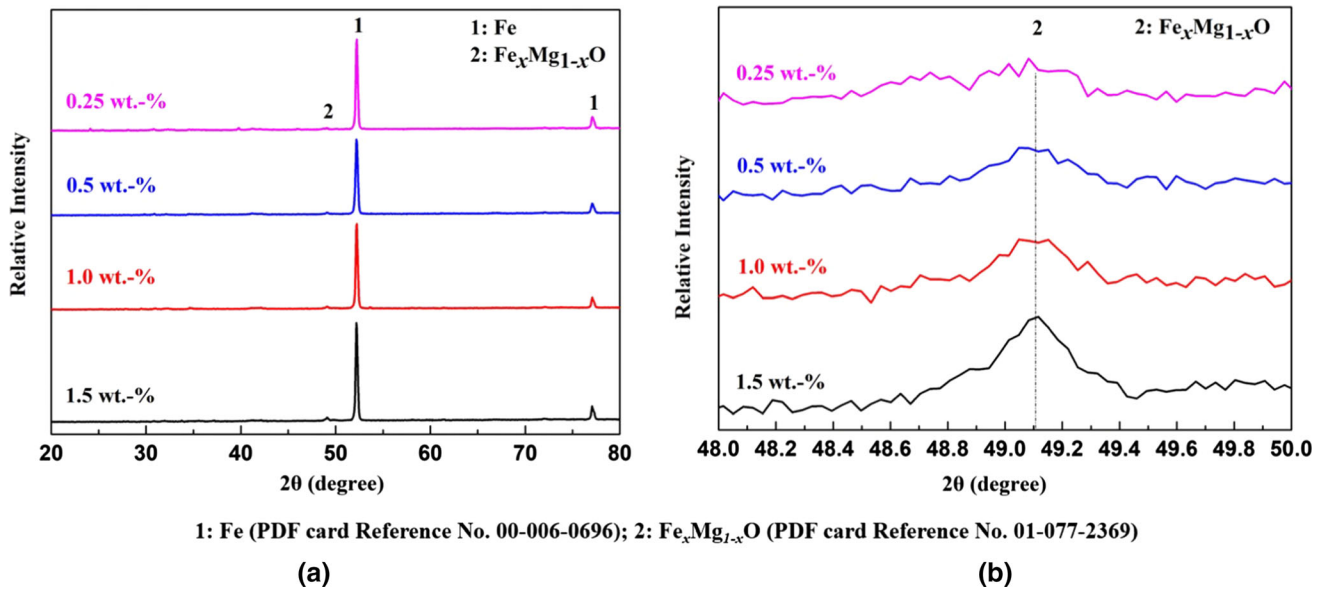 1
1: Fe
2: FexMg1-xO
0.25 wt.-%
2
1
0.5 wt.-%
1.0 wt.-%
1.5 wt.-%
Relative Intensity
20 30 40 50 60 70 80
2θ (degree)
2
2: FexMg1-xO
0.25 wt.-%
0.5 wt.-%
1.0 wt.-%
1.5 wt.-%
Relative Intensity
48.0 48.2 48.4 48.6 48.8 49.0 49.2 49.4 49.6 49.8 50.0
2θ (degree)
1: Fe (PDF card Reference No. 00-006-0696); 2: FexMg1-xO (PDF card Reference No. 01-077-2369)
(a)
(b)